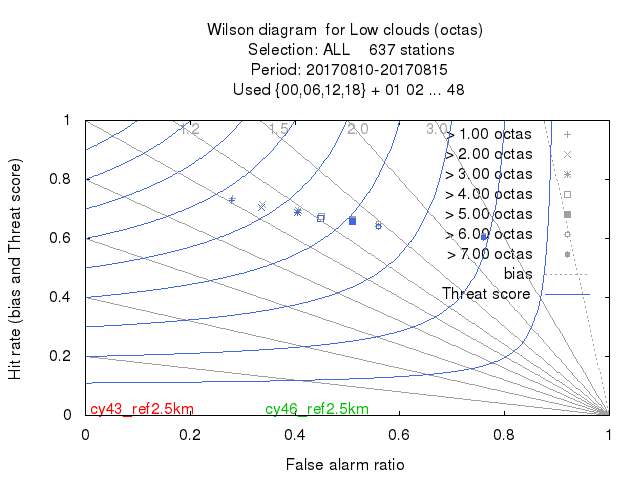 Wilson diagram for Low clouds (octas)
Selection: ALL 637 stations
Period: 20170810-20170815
Used {00,06,12,18} + 01 02 ... 48
1.2 1.5 2.0 3.0
> 1.00 octas
> 2.00 octas
> 3.00 octas
> 4.00 octas
> 5.00 octas
> 6.00 octas
> 7.00 octas
bias
Threat score
Hit rate (bias and Threat score)
1
0.8
0.6
0.4
0.2
0
cy43_ref2.5km cy46_ref2.5km
0 0.2 0.4 0.6 0.8 1
False alarm ratio